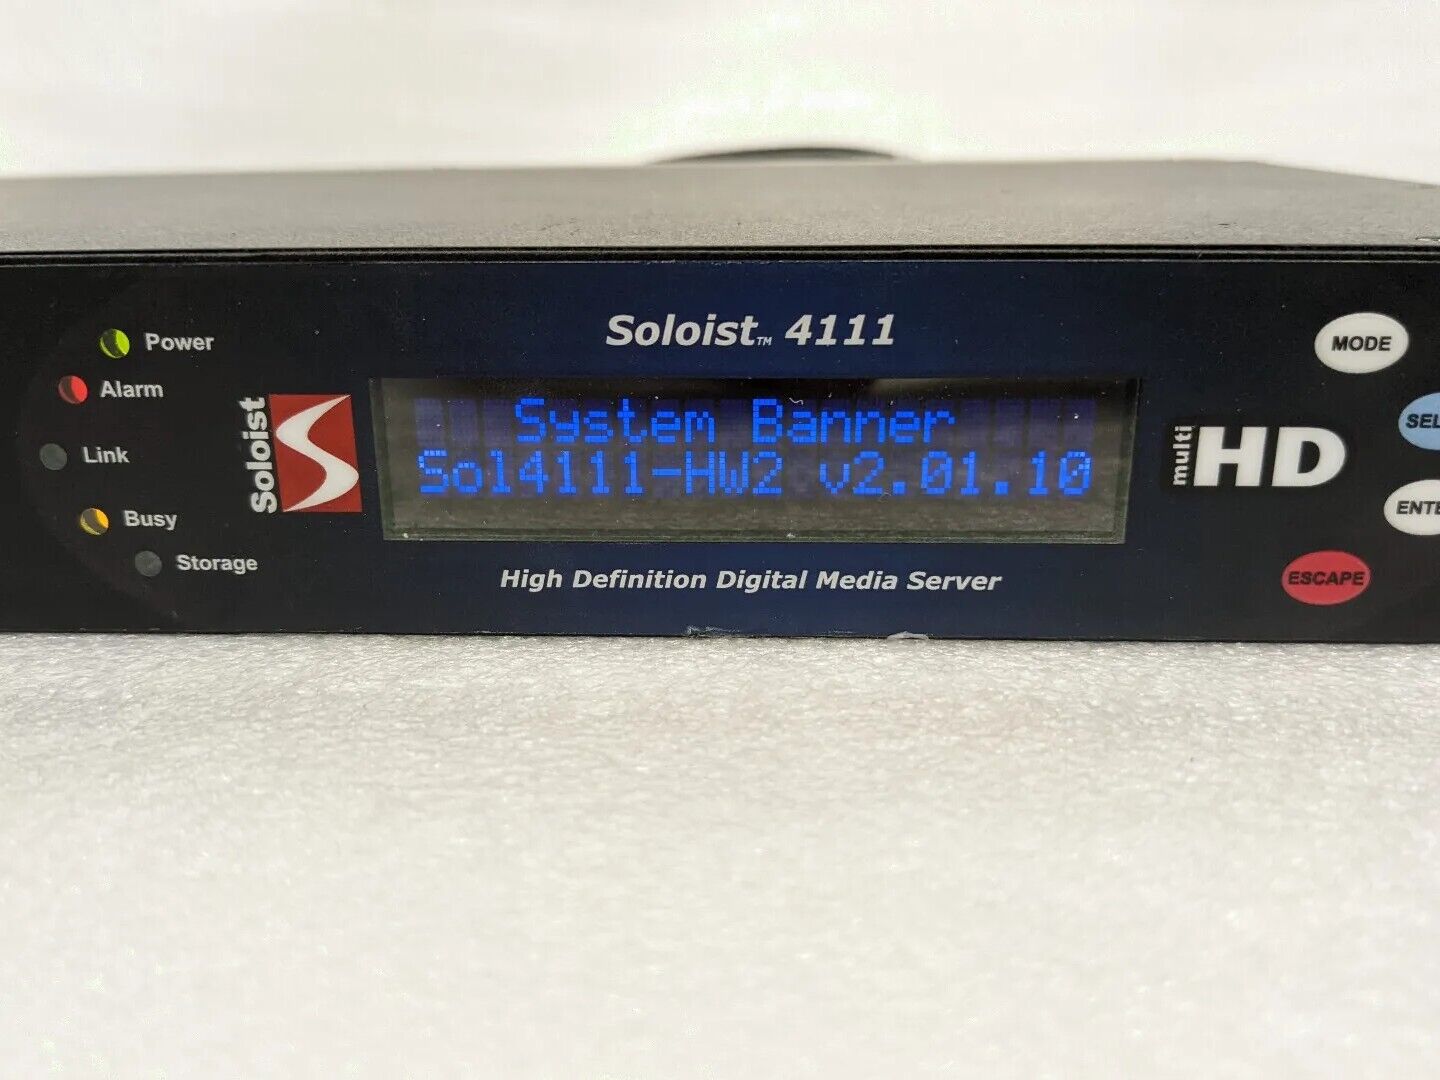 Soloist™ 4111
Power
Alarm
Link
Busy
Storage
Soloist
System Banner
Sol4111-HW2 v2.01.10
multi
HD
High Definition Digital Media Server
MODE
ESCAPE